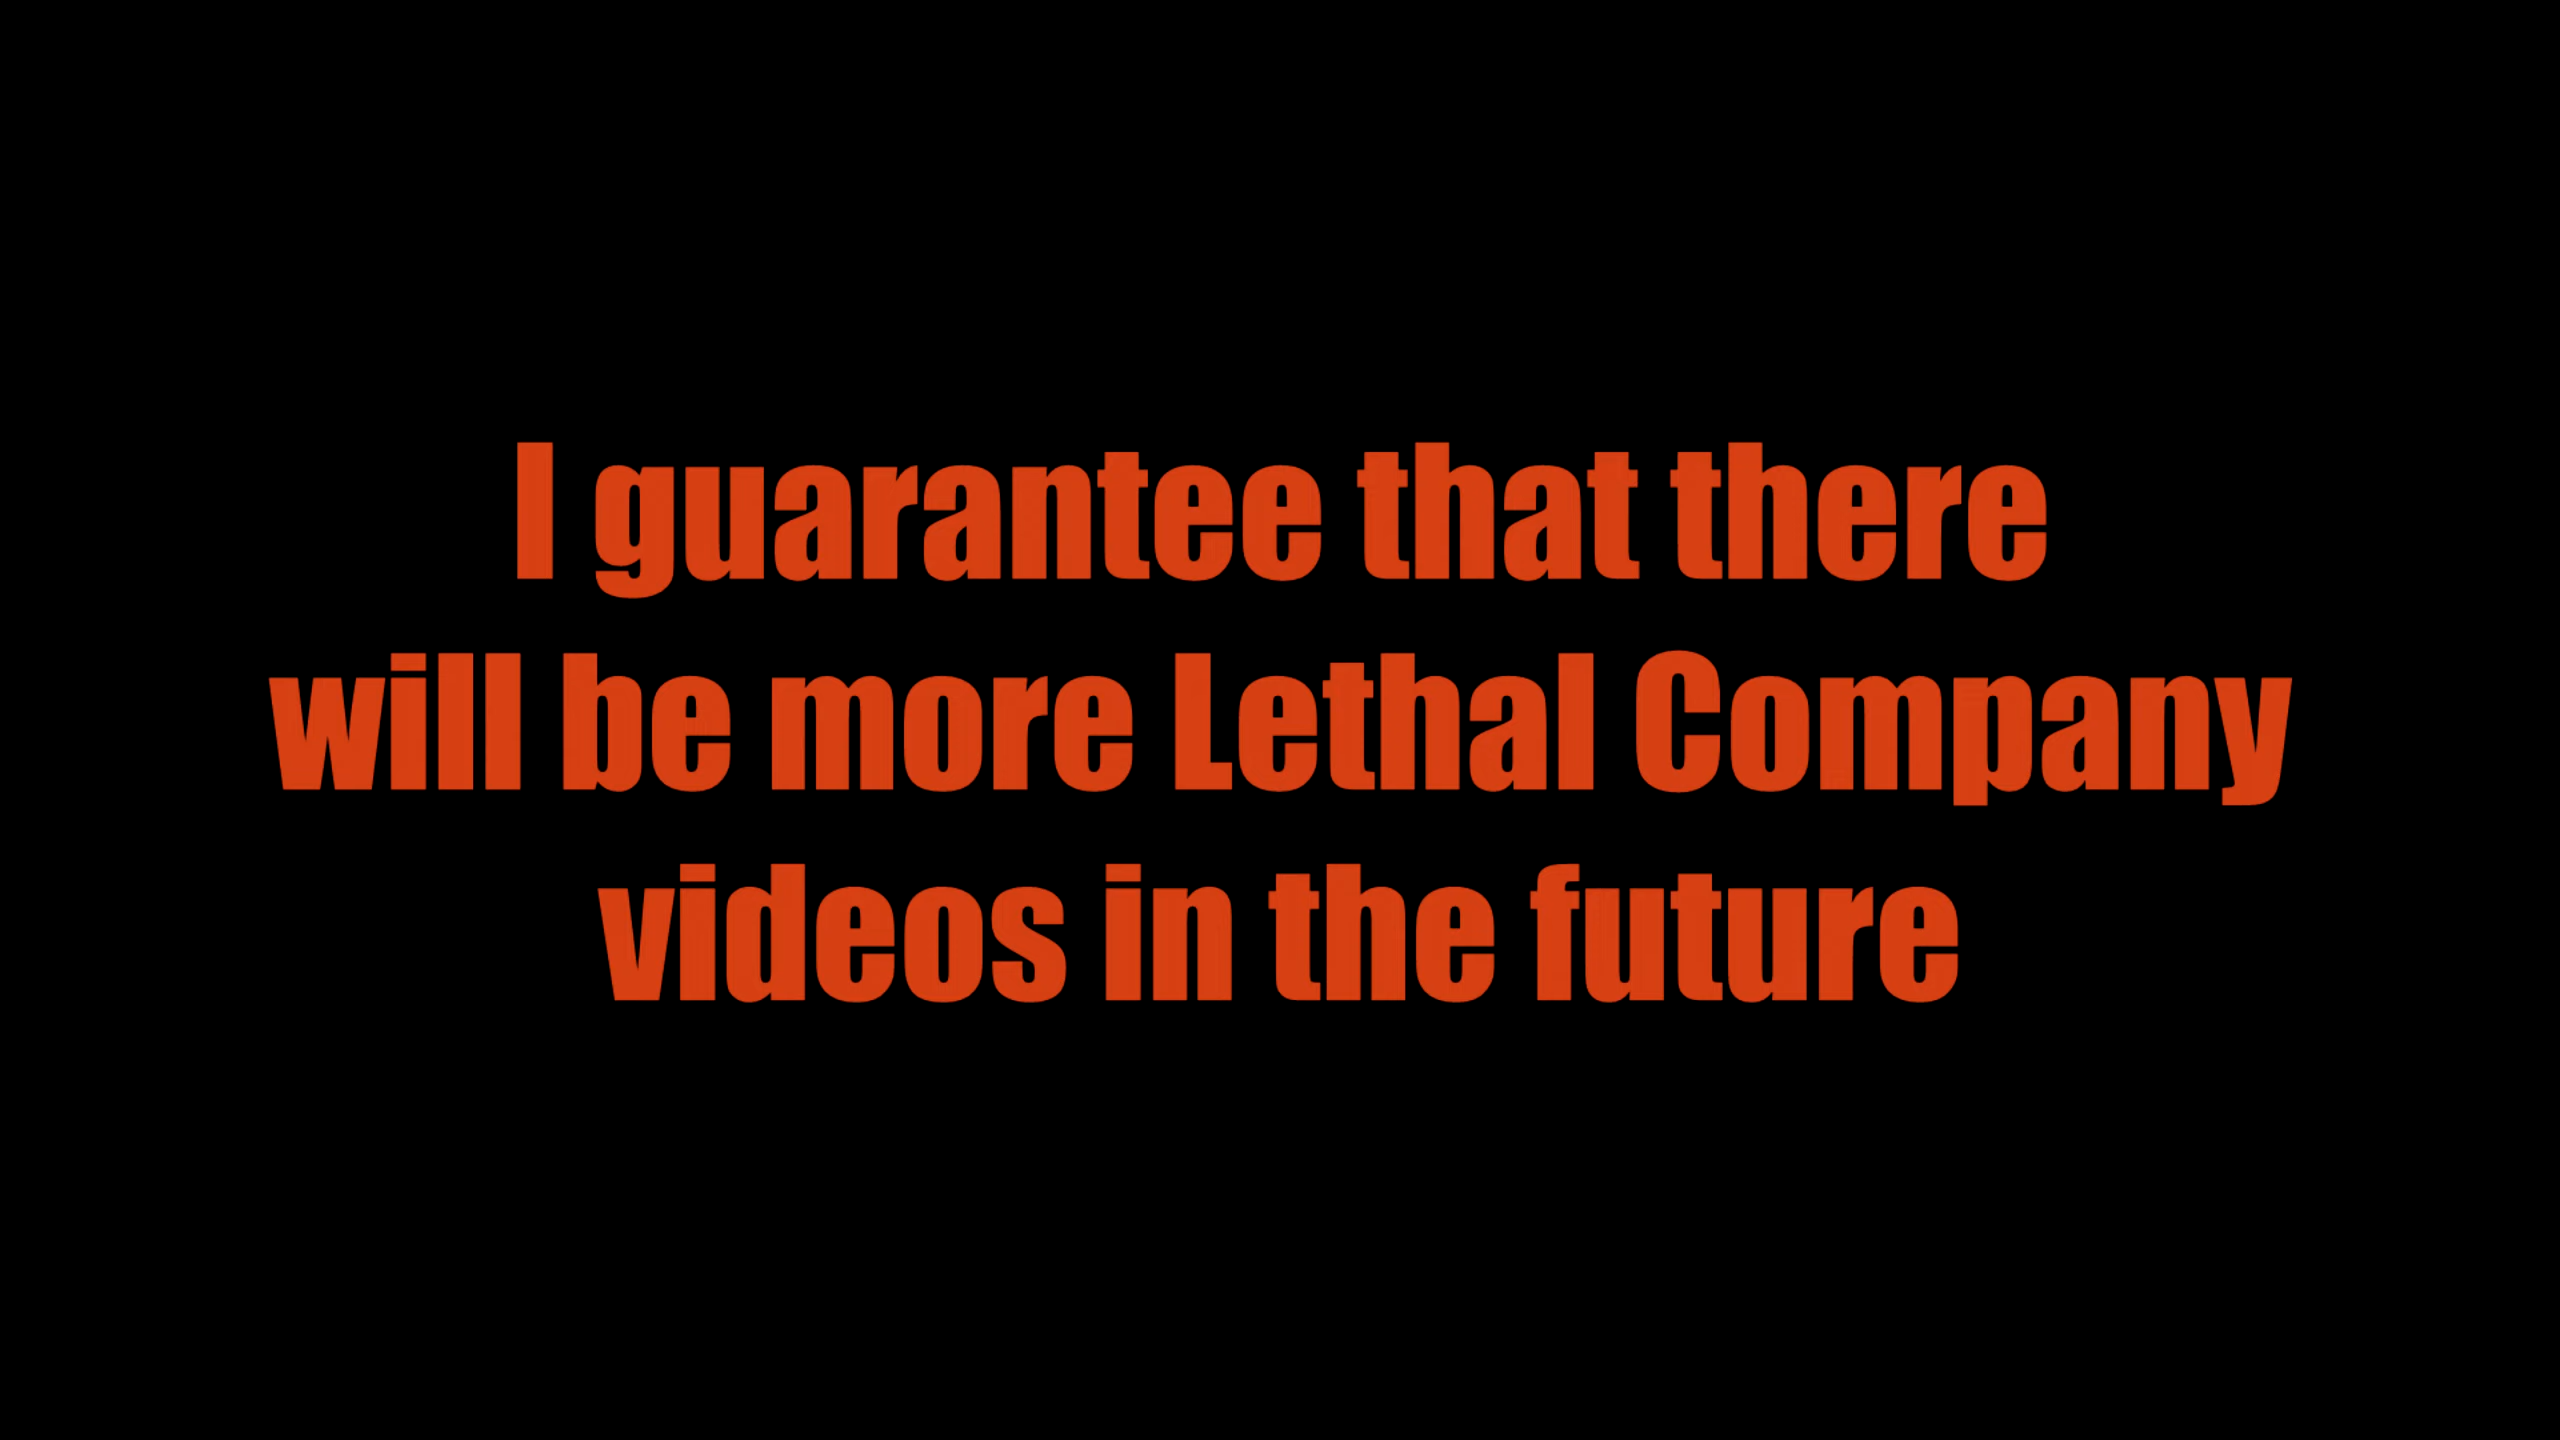 I guarantee that there
will be more Lethal Company
videos in the future